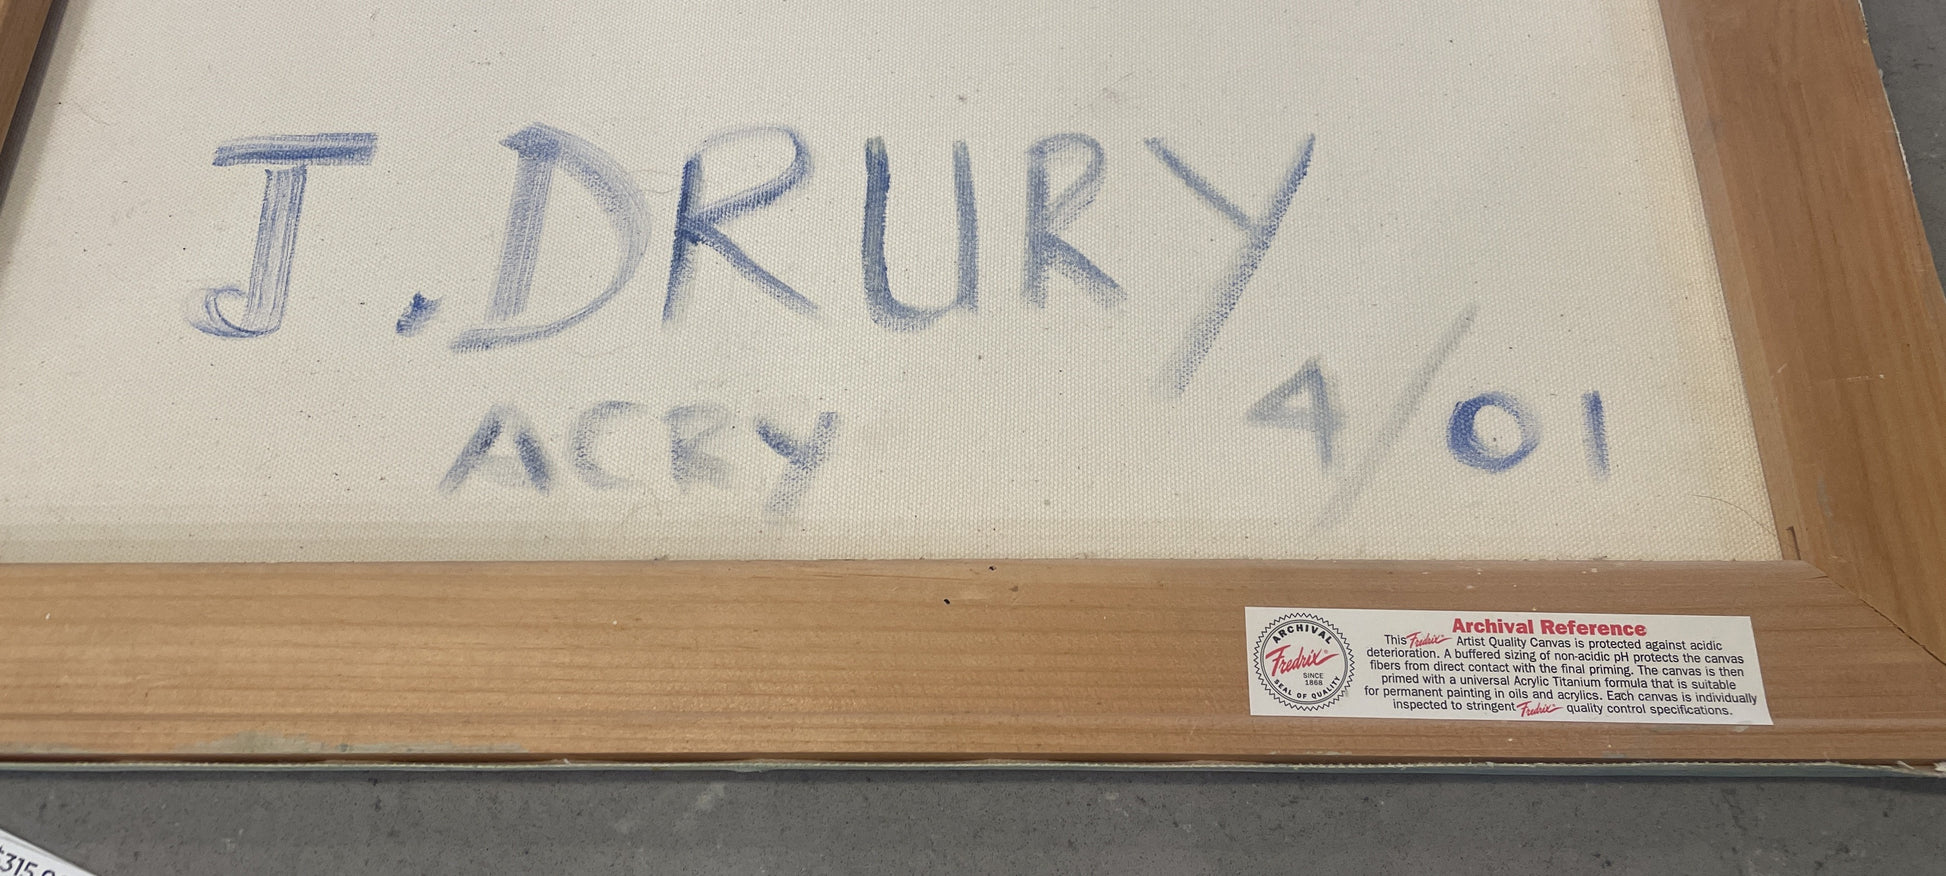 J. DRURY
ACRY 4/01
ARCHIVAL
Fredrix
SINCE
1868
SEAL OF QUALITY
Archival Reference
This Fredrix Artist Quality Canvas is protected against acidic
deterioration. A buffered sizing of non-acidic pH protects the canvas
fibers from direct contact with the final priming. The canvas is then
primed with a universal Acrylic Titanium formula that is suitable
for permanent painting in oils and acrylics. Each canvas is individually
inspected to stringent Fredrix quality control specifications.